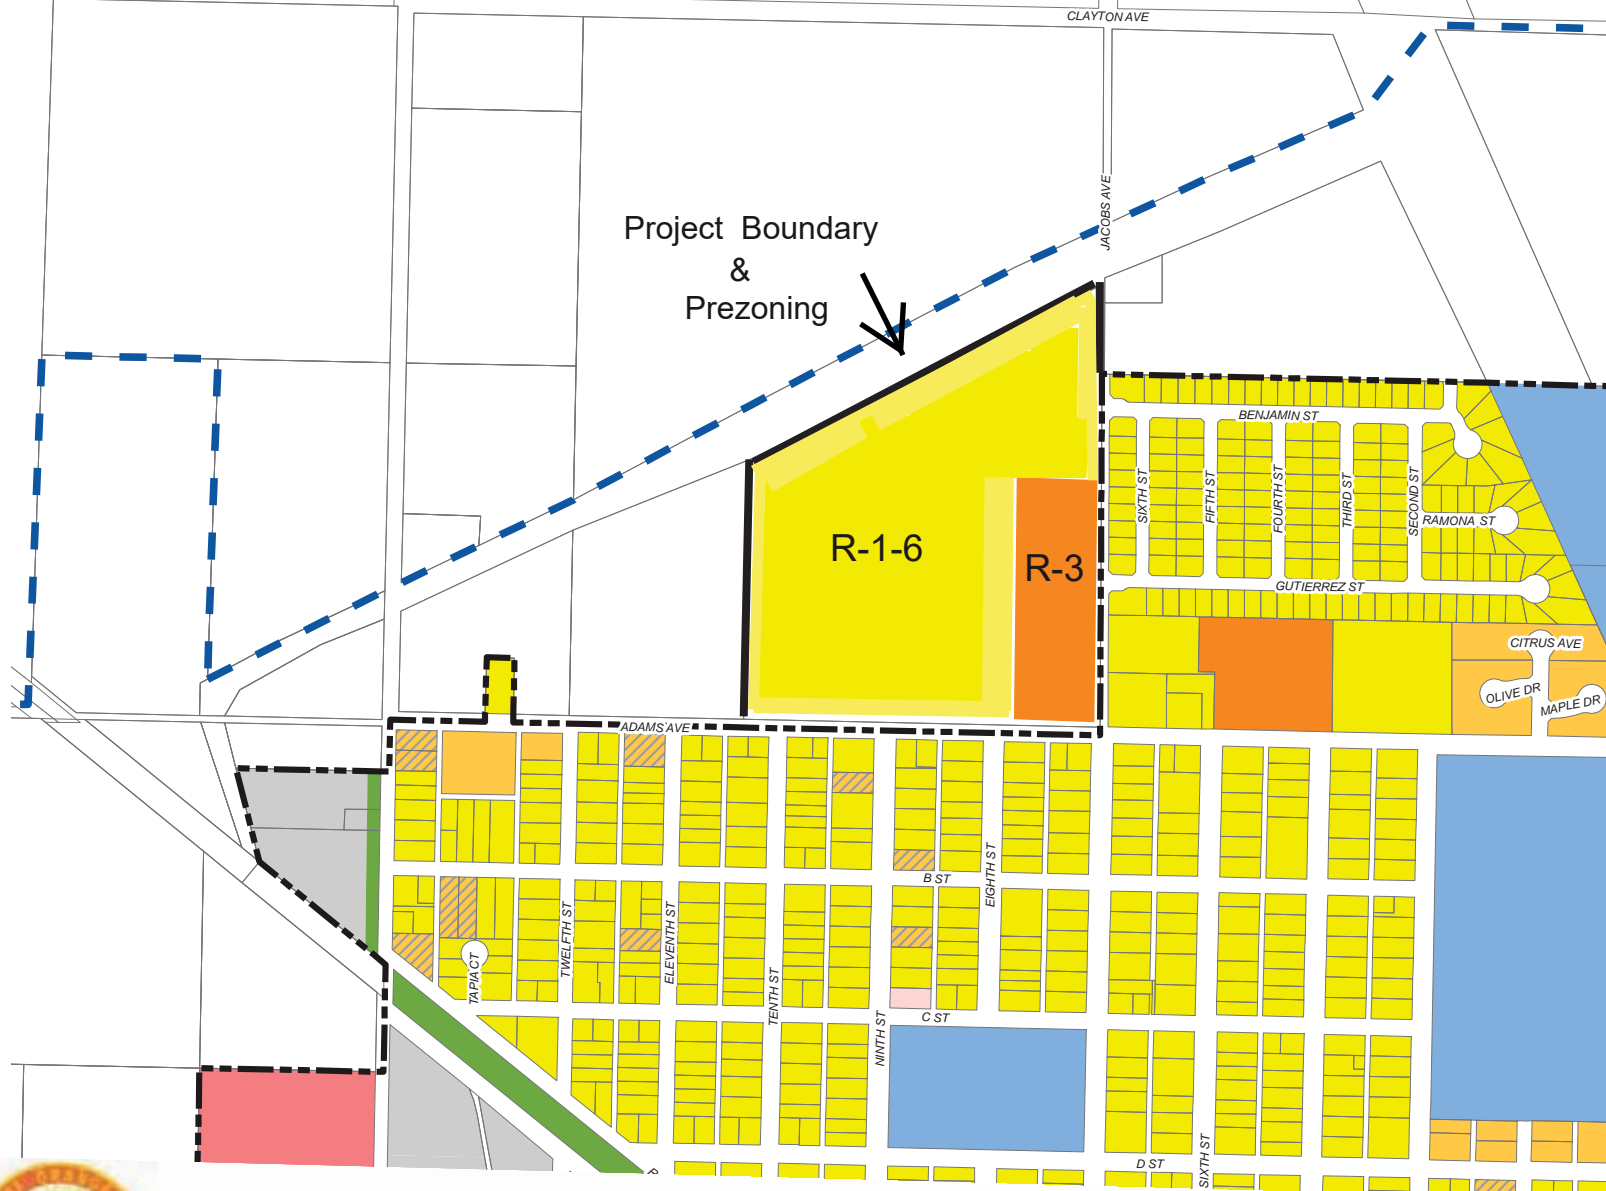 CLAYTON AVE
JACOBS AVE
Project Boundary
&
Prezoning
BENJAMIN ST
SIXTH ST
FIFTH ST
FOURTH ST
THIRD ST
SECOND ST
RAMONA ST
R-1-6
R-3
GUTIERREZ ST
CITRUS AVE
OLIVE DR
MAPLE DR
ADAMS AVE
B ST
EIGHTH ST
TWELFTH ST
ELEVENTH ST
TAPIA CT
TENTH ST
NINTH ST
C ST
D ST
SIXTH ST